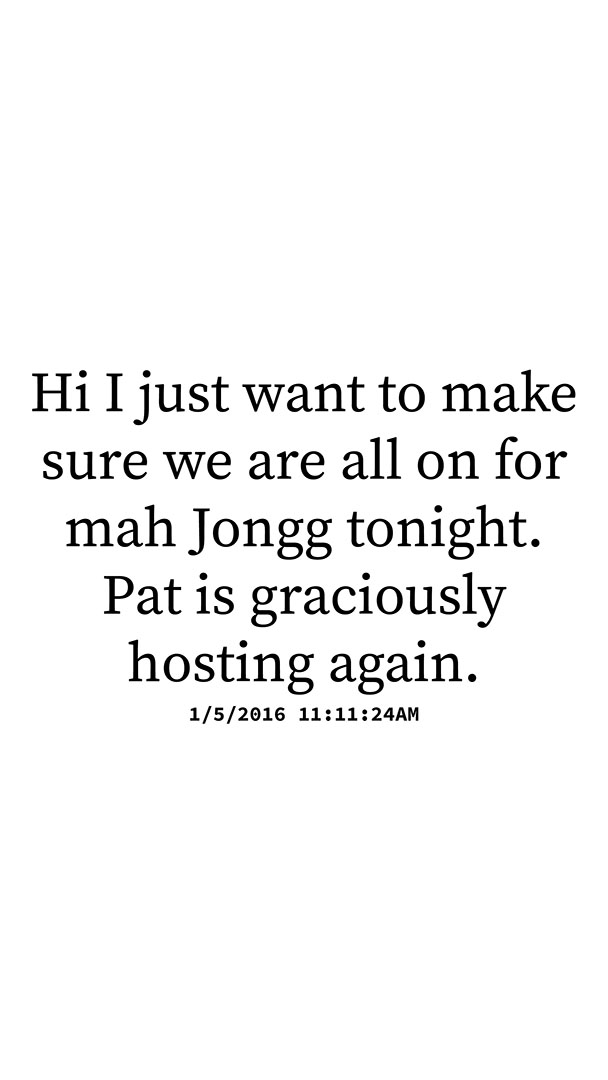 Hi I just want to make
sure we are all on for
mah Jongg tonight.
Pat is graciously
hosting again.
1/5/2016 11:11:24AM